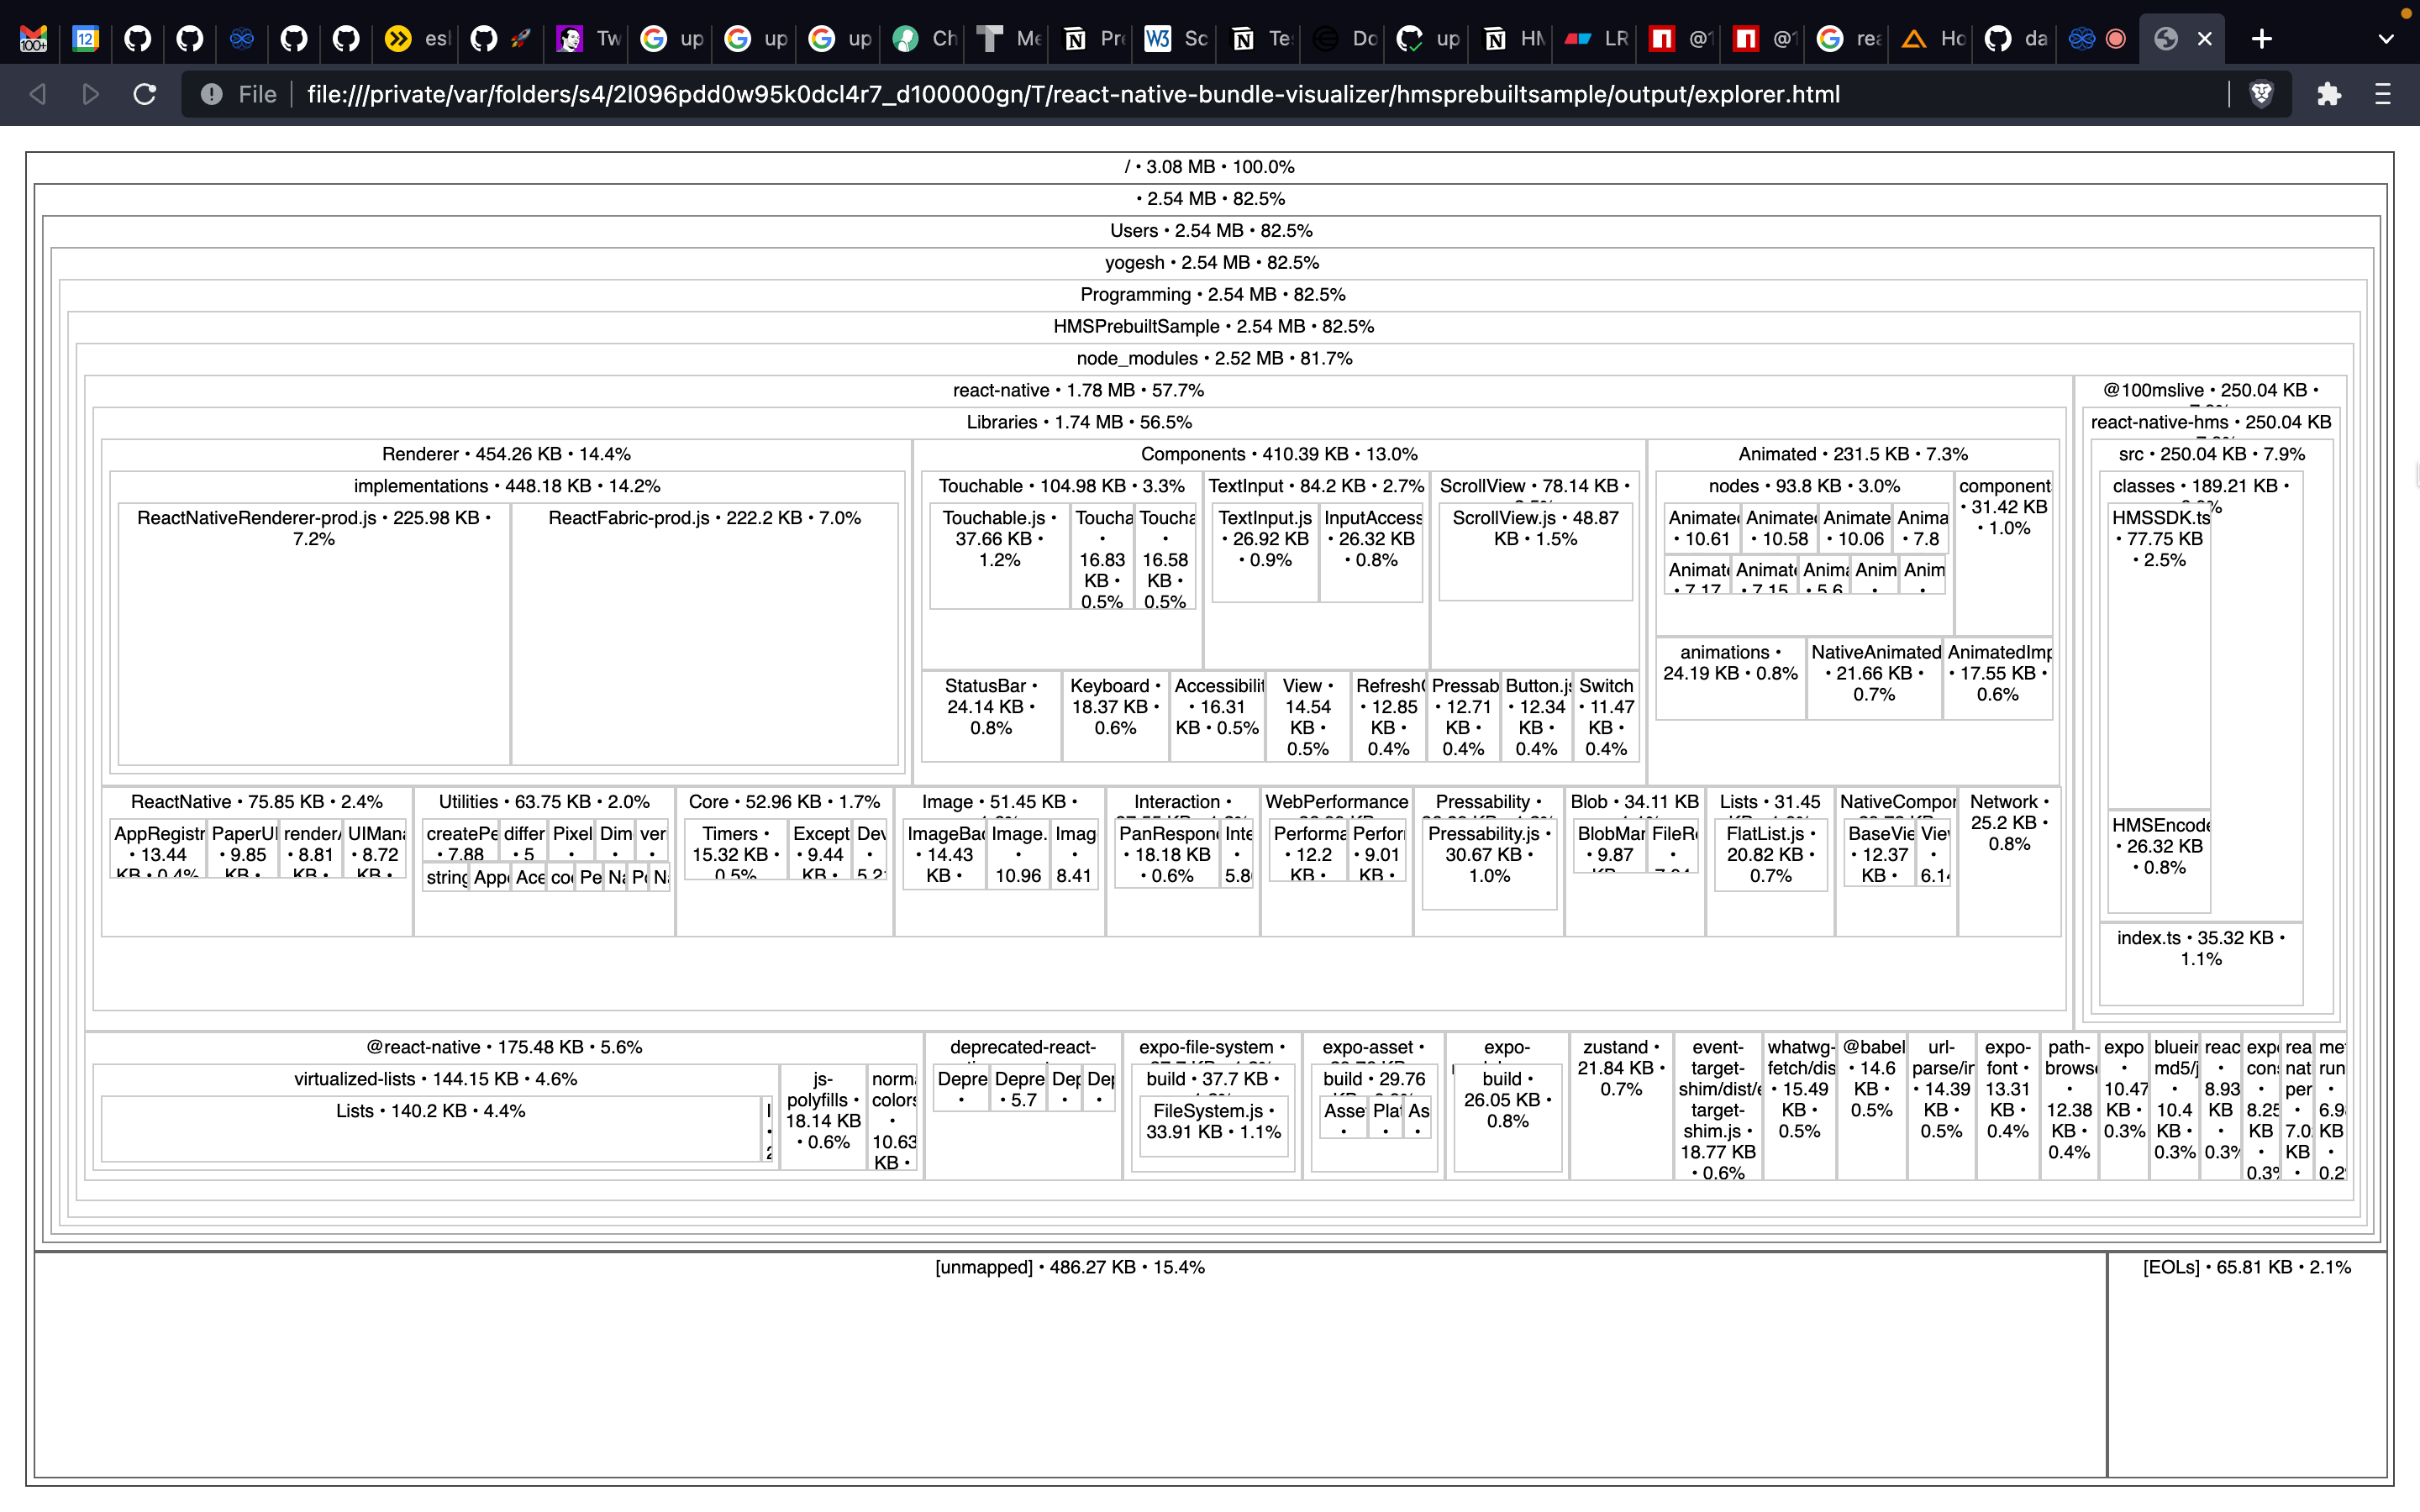 100+
12
esl
Tw
up
up
up
Ch
Me
Pr
W3
Sc
Te
Do
up
HM
LR
@
@
rea
Ho
da
File
file:///private/var/folders/s4/2l096pdd0w95k0dcl4r7_d100000gn/T/react-native-bundle-visualizer/hmsprebuiltsample/output/explorer.html
/ • 3.08 MB • 100.0%
• 2.54 MB • 82.5%
Users • 2.54 MB • 82.5%
yogesh • 2.54 MB • 82.5%
Programming • 2.54 MB • 82.5%
HMSPrebuiltSample • 2.54 MB • 82.5%
node_modules • 2.52 MB • 81.7%
react-native • 1.78 MB • 57.7%
Libraries • 1.74 MB • 56.5%
Renderer • 454.26 KB • 14.4%
implementations • 448.18 KB • 14.2%
ReactNativeRenderer-prod.js • 225.98 KB •
7.2%
ReactFabric-prod.js • 222.2 KB • 7.0%
Components • 410.39 KB • 13.0%
Touchable • 104.98 KB • 3.3%
Touchable.js •
37.66 KB •
1.2%
Toucha
•
16.83
KB •
0.5%
Toucha
•
16.58
KB •
0.5%
TextInput • 84.2 KB • 2.7%
TextInput.js
• 26.92 KB
• 0.9%
InputAccess
• 26.32 KB
• 0.8%
ScrollView • 78.14 KB •
ScrollView.js • 48.87
KB • 1.5%
StatusBar •
24.14 KB •
0.8%
Keyboard •
18.37 KB •
0.6%
Accessibilit
• 16.31
KB • 0.5%
View •
14.54
KB •
0.5%
Refresh
• 12.85
KB •
0.4%
Pressab
• 12.71
KB •
0.4%
Button.js
• 12.34
KB •
0.4%
Switch
• 11.47
KB •
0.4%
Animated • 231.5 KB • 7.3%
nodes • 93.8 KB • 3.0%
Animate
• 10.61
Animate
• 10.58
Animate
• 10.06
Anima
• 7.8
Animat
• 7.17
Animat
• 7.15
Anima
• 5.6
Anim
•
Anim
•
component
• 31.42 KB
• 1.0%
animations •
24.19 KB • 0.8%
NativeAnimated
• 21.66 KB •
0.7%
AnimatedImp
• 17.55 KB •
0.6%
ReactNative • 75.85 KB • 2.4%
AppRegistr
• 13.44
KB • 0.4%
PaperUI
• 9.85
KB •
render
• 8.81
KB •
UIMana
• 8.72
KB •
Utilities • 63.75 KB • 2.0%
createPe
• 7.88
differ
• 5
Pixel
•
Dim
•
ver
•
string
App
Ace
co
Pe
Na
Po
Na
Core • 52.96 KB • 1.7%
Timers •
15.32 KB •
0.5%
Except
• 9.44
KB •
Dev
•
5.2
Image • 51.45 KB •
ImageBac
• 14.43
KB •
Image.
•
10.96
Imag
•
8.41
Interaction •
PanRespon
• 18.18 KB
• 0.6%
Inte
•
5.8
WebPerformance
Performa
• 12.2
KB •
Perfor
• 9.01
KB •
Pressability •
Pressability.js •
30.67 KB •
1.0%
Blob • 34.11 KB
BlobMan
• 9.87
KB •
FileRe
•
Lists • 31.45
FlatList.js •
20.82 KB •
0.7%
NativeCompon
BaseVie
• 12.37
KB •
View
•
6.14
Network •
25.2 KB •
0.8%
@100mslive • 250.04 KB •
react-native-hms • 250.04 KB
src • 250.04 KB • 7.9%
classes • 189.21 KB •
HMSSDK.ts
• 77.75 KB
• 2.5%
HMSEncode
• 26.32 KB
• 0.8%
index.ts • 35.32 KB •
1.1%
@react-native • 175.48 KB • 5.6%
virtualized-lists • 144.15 KB • 4.6%
Lists • 140.2 KB • 4.4%
js-
polyfills •
18.14 KB
• 0.6%
norma
colors
•
10.63
KB •
deprecated-react-
Depre
•
Depre
• 5.7
Dep
•
Dep
•
expo-file-system •
build • 37.7 KB •
FileSystem.js •
33.91 KB • 1.1%
expo-asset •
build • 29.76
Asse
•
Pla
•
As
•
expo-
build •
26.05 KB •
0.8%
zustand •
21.84 KB •
0.7%
event-
target-
shim/dist/e
target-
shim.js •
18.77 KB
• 0.6%
whatwg-
fetch/dis
• 15.49
KB •
0.5%
@babel
• 14.6
KB •
0.5%
url-
parse/in
• 14.39
KB •
0.5%
expo-
font •
13.31
KB •
0.4%
path-
browse
•
12.38
KB •
0.4%
expo
•
10.47
KB •
0.3%
bluein
md5/j
•
10.4
KB •
0.3%
reac
•
8.93
KB
•
0.3%
expo
con
•
8.25
KB
•
0.3%
rea
nat
per
•
7.0
KB
•
me
run
•
6.9
KB
•
0.2
[unmapped] • 486.27 KB • 15.4%
[EOLs] • 65.81 KB • 2.1%